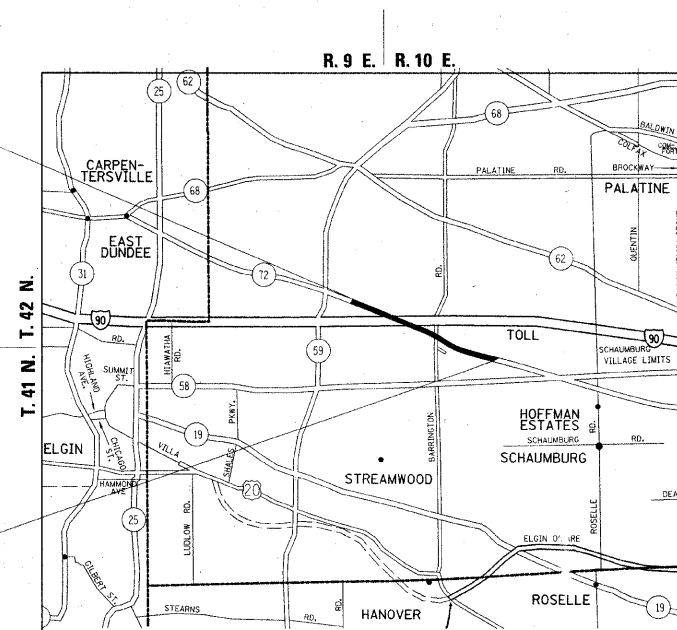 R. 9 E. R. 10 E.
62
25
68
BALDWIN
COLFAX
BROCKWAY
CARPEN-
TERSVILLE
PALATINE RD.
PALATINE
68
EAST
DUNDEE
QUENTIN
62
31
72
RD.
T. 42 N.
90
RD.
TOLL
90
SCHAUMBURG
VILLAGE LIMITS
59
HIAWATHA
RD.
T. 41 N.
HIGHLAND
AVE.
SUMMIT
ST.
58
PKWY.
BARRINGTON
HOFFMAN
ESTATES
RD.
SCHAUMBURG RD.
SCHAUMBURG
19
ELGIN
CHICAGO
ST.
VILLA
SHALES
STREAMWOOD
HAMMOND
AVE
20
DEA
25
LUDLOW RD.
ROSELLE
ELGIN O' RE
GILBERT ST.
STEARNS RD.
RD.
HANOVER
ROSELLE
19